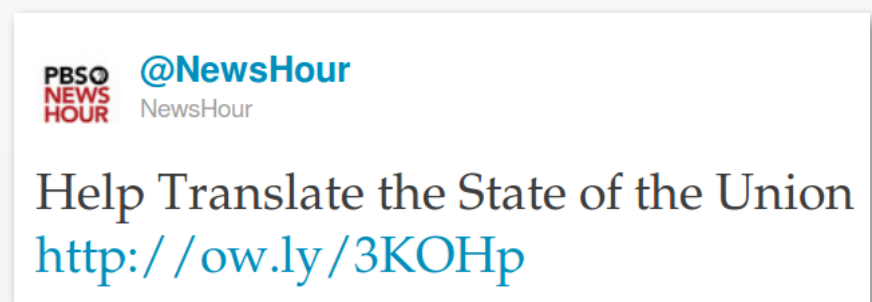 PBS
NEWS
HOUR
@NewsHour
NewsHour
Help Translate the State of the Union
http://ow.ly/3KOHp